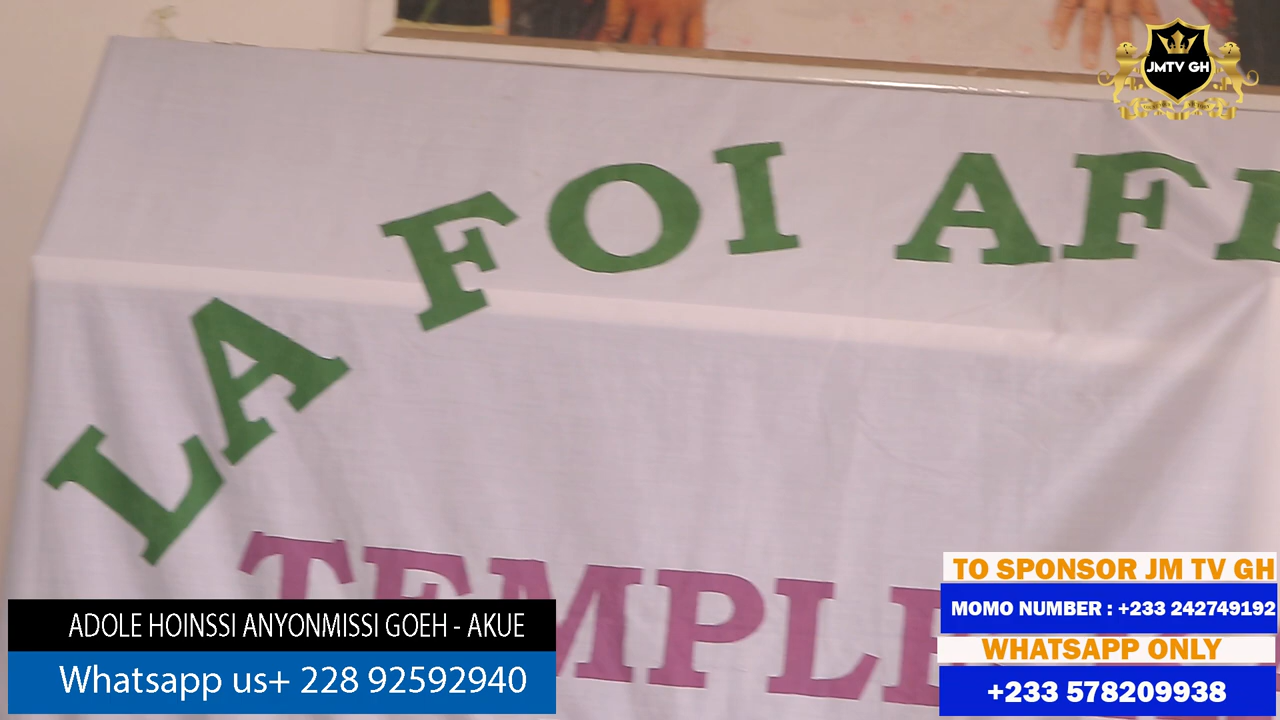 JMTV GH
LA FOI
TEMPLE
TO SPONSOR JM TV GH
MOMO NUMBER : +233 242749192
WHATSAPP ONLY
+233 578209938
ADOLE HOINSSI ANYONMISSI GOEH - AKUE
Whatsapp us+ 228 92592940